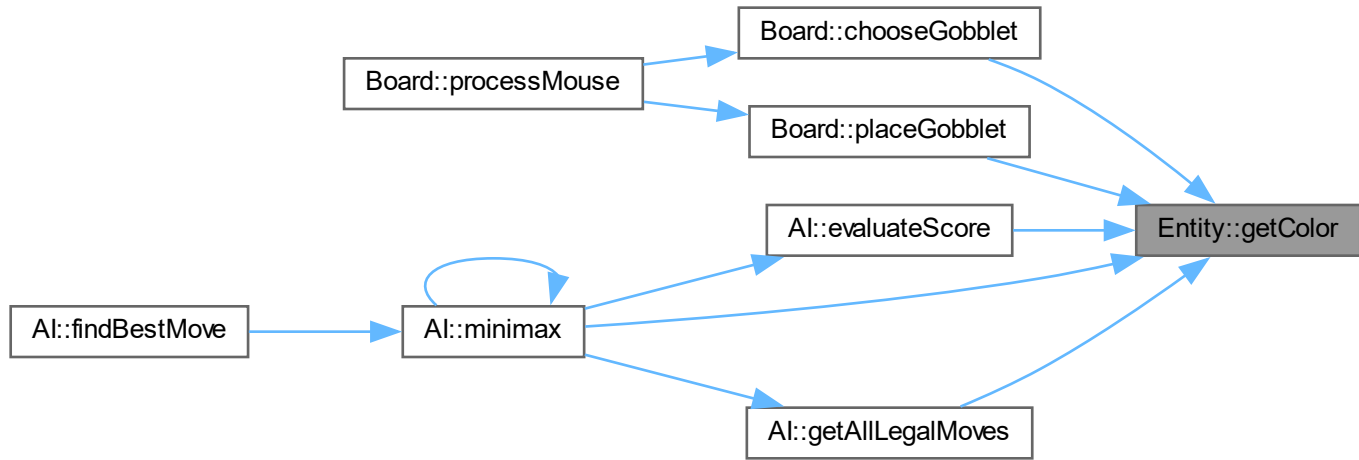 Board::chooseGobblet
Board::processMouse
Board::placeGobblet
Entity::getColor
AI::evaluateScore
AI::findBestMove
AI::minimax
AI::getAllLegalMoves